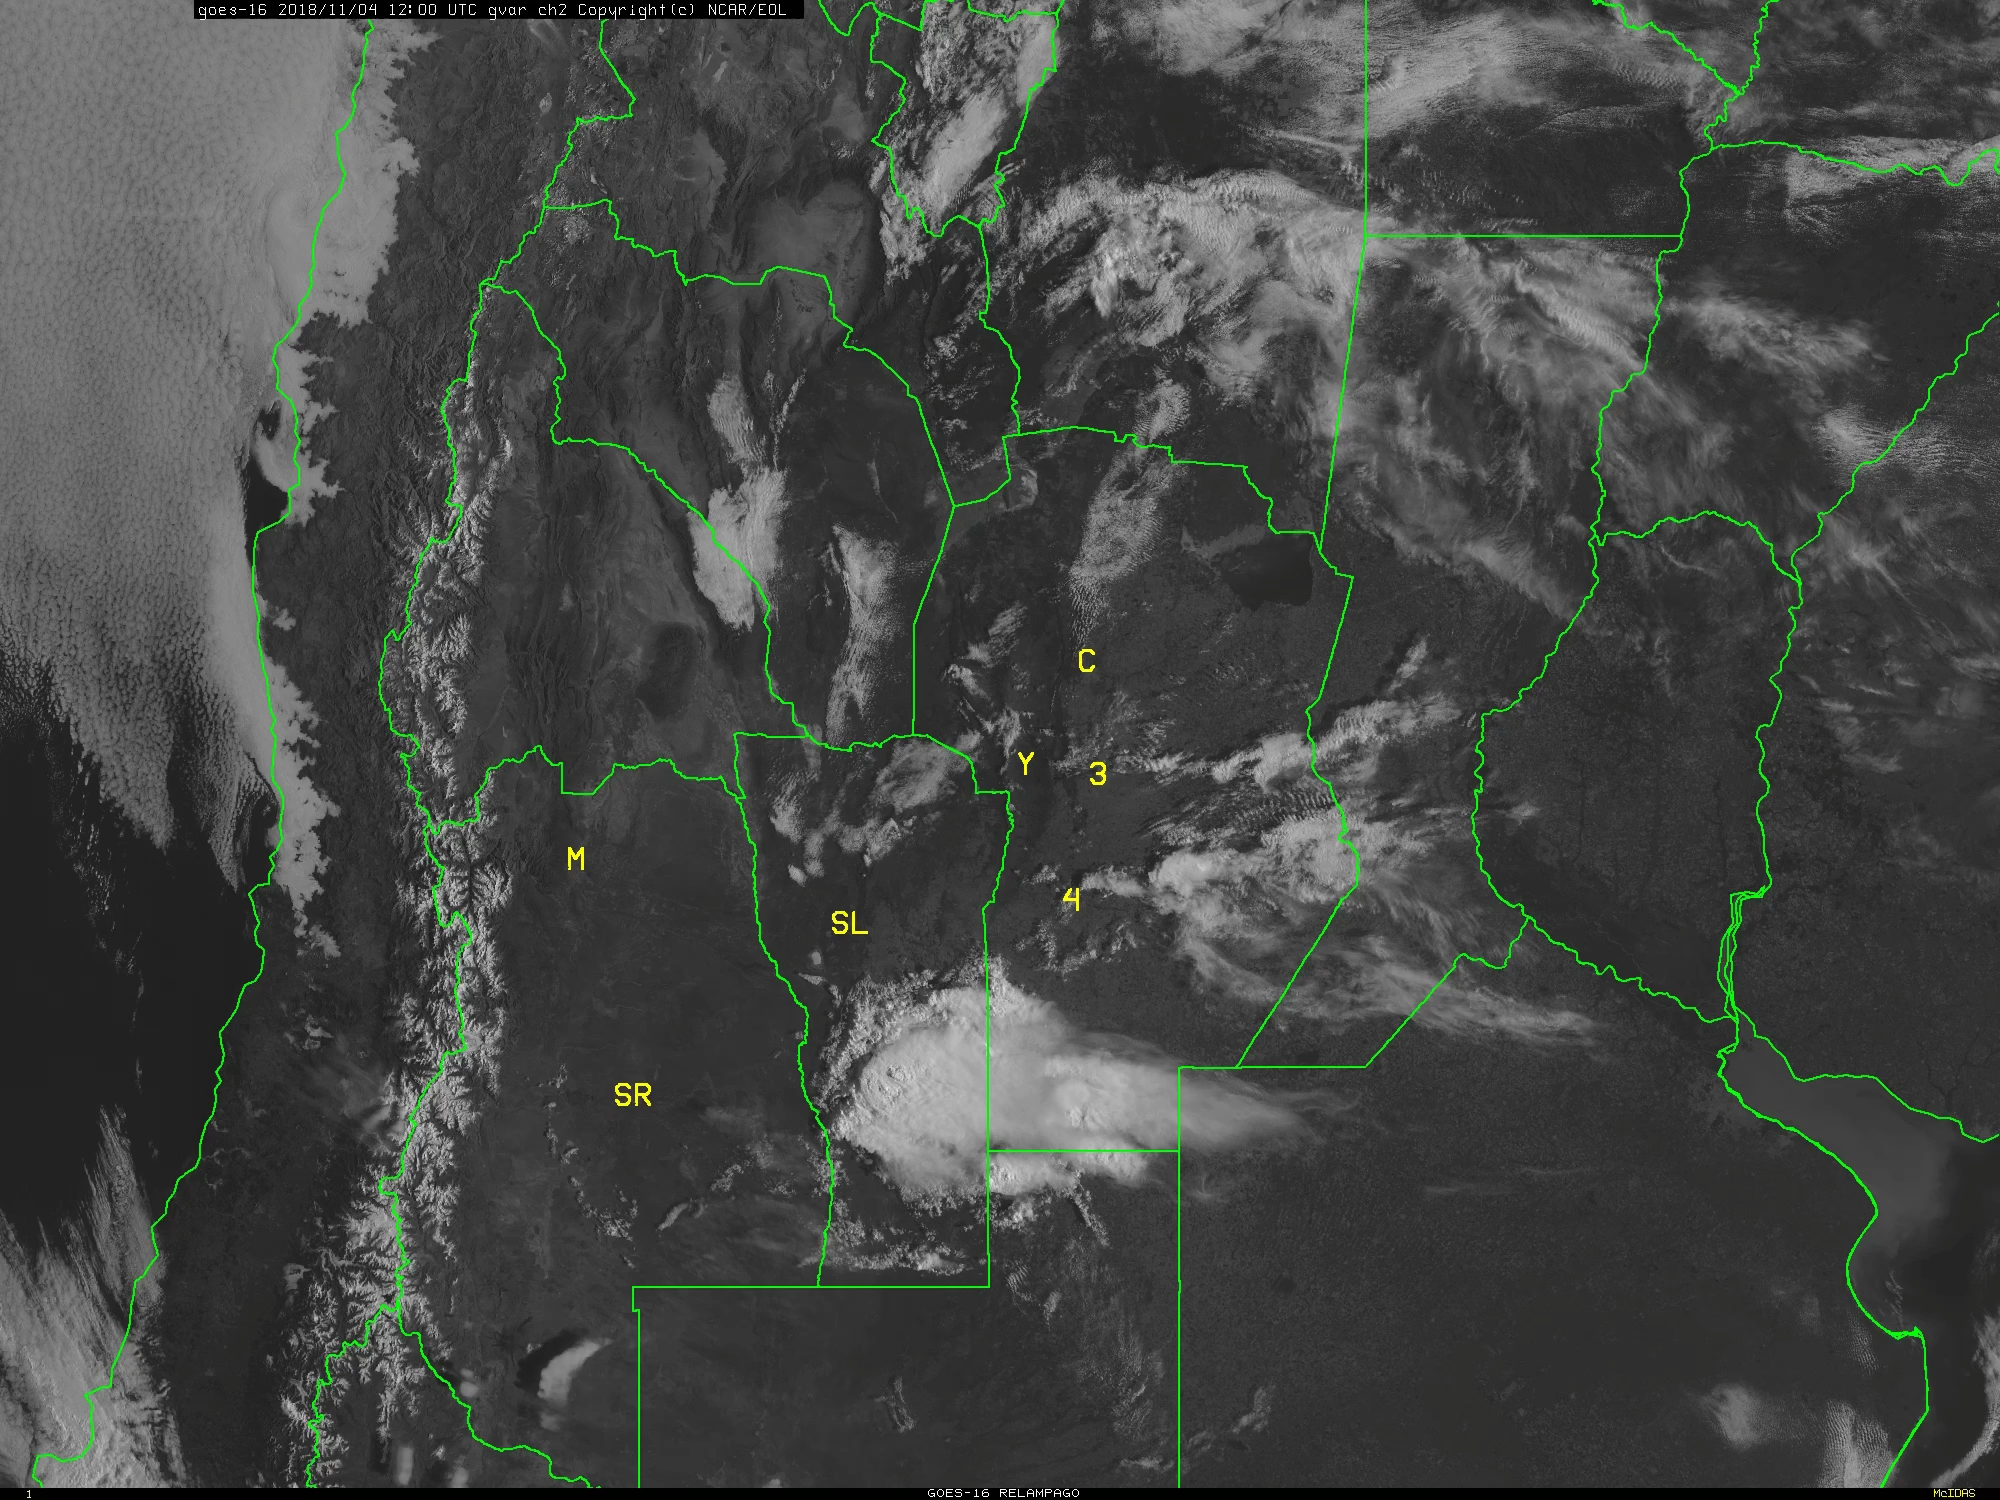 goes-16 2018/11/04 12:00 UTC gvar ch2 Copyright(c) NCAR/EOL
C
Y
3
M
4
SL
SR
1
GOES-16 RELAMPAGO
McIDAS